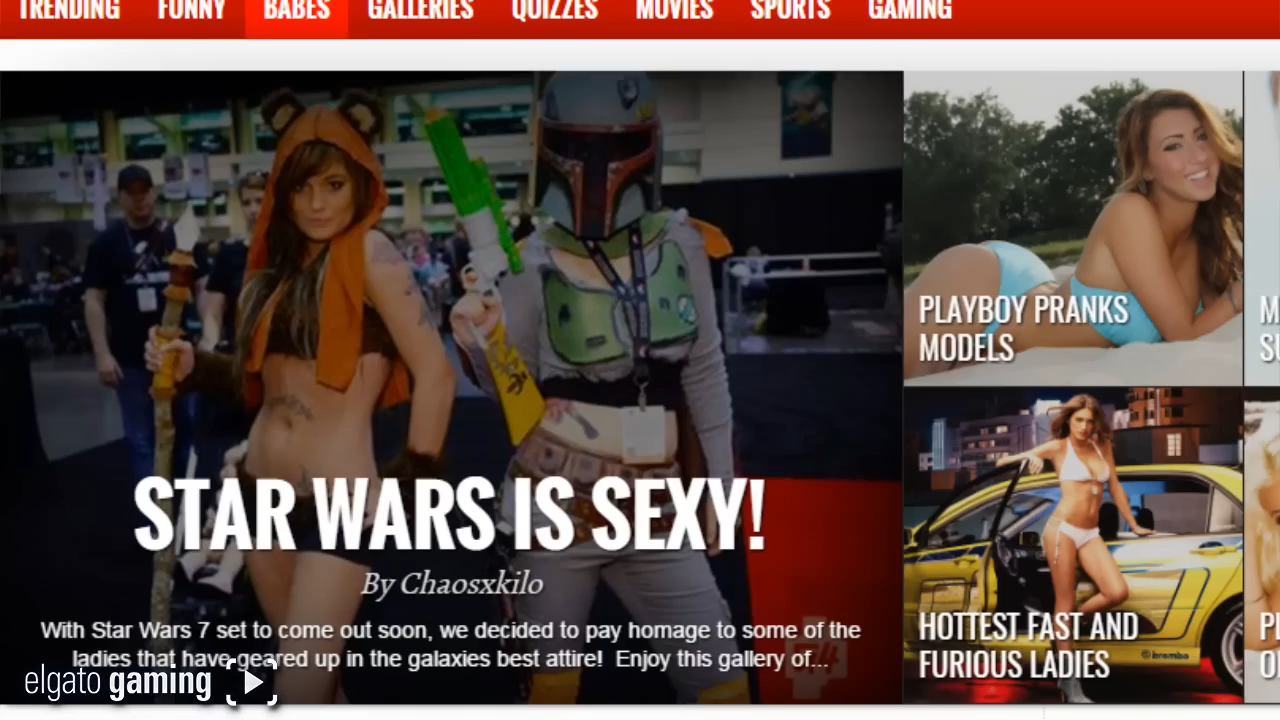 TRENDING FUNNY BABES GALLERIES QUIZZES MOVIES SPORTS GAMING
STAR WARS IS SEXY!
By Chaosxkilo
With Star Wars 7 set to come out soon, we decided to pay homage to some of the
ladies that have geared up in the galaxies best attire! Enjoy this gallery of...
elgato gaming
PLAYBOY PRANKS
MODELS
HOTTEST FAST AND
FURIOUS LADIES
brembo